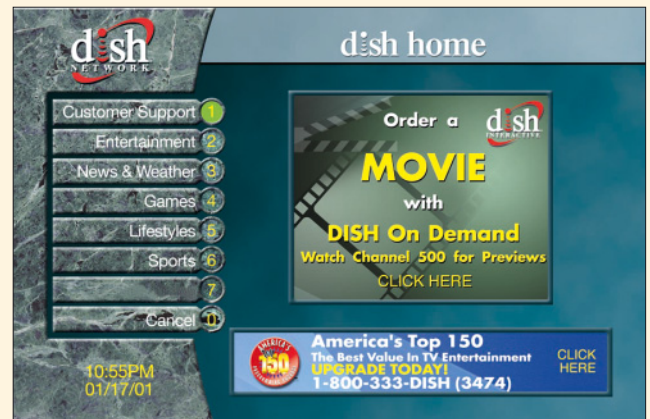 dish
NETWORK
dish home
Customer Support 1
Entertainment 2
News & Weather 3
Games 4
Lifestyles 5
Sports 6
7
Cancel 0
10:55PM
01/17/01
Order a
dish
INTERACTIVE
MOVIE
with
DISH On Demand
Watch Channel 500 for Previews
CLICK HERE
AMERICA'S
TOP
150
America's Top 150
The Best Value In TV Entertainment
UPGRADE TODAY!
1-800-333-DISH (3474)
CLICK
HERE